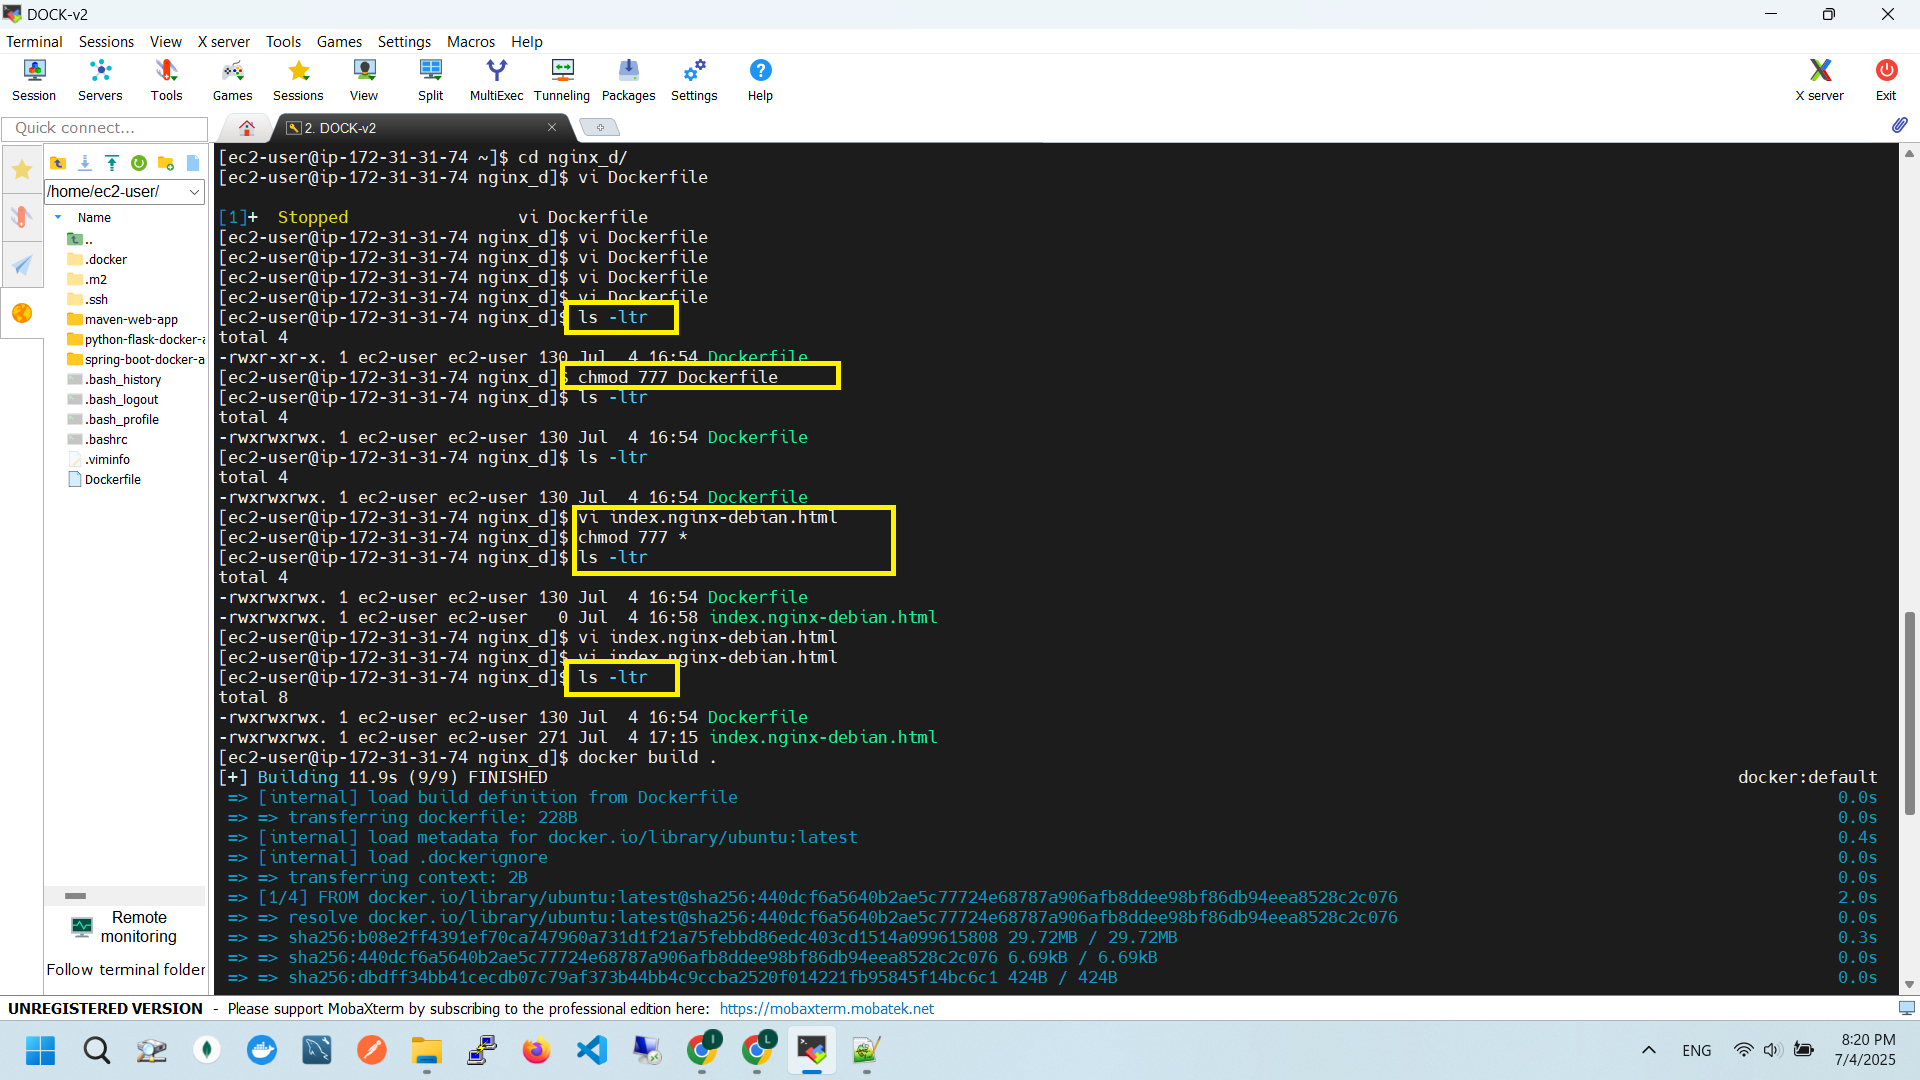 DOCK-v2
Terminal Sessions View X server Tools Games Settings Macros Help
Session Servers Tools Games Sessions View Split MultiExec Tunneling Packages Settings Help X server Exit
Quick connect...
2. DOCK-v2
/home/ec2-user/
Name
..
.docker
.m2
.ssh
maven-web-app
python-flask-docker-a
spring-boot-docker-a
.bash_history
.bash_logout
.bash_profile
.bashrc
.viminfo
Dockerfile
Remote
monitoring
Follow terminal folder
[ec2-user@ip-172-31-31-74 ~]$ cd nginx_d/
[ec2-user@ip-172-31-31-74 nginx_d]$ vi Dockerfile
[1]+  Stopped                 vi Dockerfile
[ec2-user@ip-172-31-31-74 nginx_d]$ vi Dockerfile
[ec2-user@ip-172-31-31-74 nginx_d]$ vi Dockerfile
[ec2-user@ip-172-31-31-74 nginx_d]$ vi Dockerfile
[ec2-user@ip-172-31-31-74 nginx_d]$ vi Dockerfile
[ec2-user@ip-172-31-31-74 nginx_d]$ ls -ltr
total 4
-rwxr-xr-x. 1 ec2-user ec2-user 130 Jul  4 16:54 Dockerfile
[ec2-user@ip-172-31-31-74 nginx_d]$ chmod 777 Dockerfile
[ec2-user@ip-172-31-31-74 nginx_d]$ ls -ltr
total 4
-rwxrwxrwx. 1 ec2-user ec2-user 130 Jul  4 16:54 Dockerfile
[ec2-user@ip-172-31-31-74 nginx_d]$ ls -ltr
total 4
-rwxrwxrwx. 1 ec2-user ec2-user 130 Jul  4 16:54 Dockerfile
[ec2-user@ip-172-31-31-74 nginx_d]$ vi index.nginx-debian.html
[ec2-user@ip-172-31-31-74 nginx_d]$ chmod 777 *
[ec2-user@ip-172-31-31-74 nginx_d]$ ls -ltr
total 4
-rwxrwxrwx. 1 ec2-user ec2-user 130 Jul  4 16:54 Dockerfile
-rwxrwxrwx. 1 ec2-user ec2-user   0 Jul  4 16:58 index.nginx-debian.html
[ec2-user@ip-172-31-31-74 nginx_d]$ vi index.nginx-debian.html
[ec2-user@ip-172-31-31-74 nginx_d]$ vi index.nginx-debian.html
[ec2-user@ip-172-31-31-74 nginx_d]$ ls -ltr
total 8
-rwxrwxrwx. 1 ec2-user ec2-user 130 Jul  4 16:54 Dockerfile
-rwxrwxrwx. 1 ec2-user ec2-user 271 Jul  4 17:15 index.nginx-debian.html
[ec2-user@ip-172-31-31-74 nginx_d]$ docker build .
[+] Building 11.9s (9/9) FINISHED docker:default
=> [internal] load build definition from Dockerfile 0.0s
=> => transferring dockerfile: 228B 0.0s
=> [internal] load metadata for docker.io/library/ubuntu:latest 0.4s
=> [internal] load .dockerignore 0.0s
=> => transferring context: 2B 0.0s
=> [1/4] FROM docker.io/library/ubuntu:latest@sha256:440dcf6a5640b2ae5c77724e68787a906afb8ddee98bf86db94eea8528c2c076 2.0s
=> => resolve docker.io/library/ubuntu:latest@sha256:440dcf6a5640b2ae5c77724e68787a906afb8ddee98bf86db94eea8528c2c076 0.0s
=> => sha256:b08e2ff4391ef70ca747960a731d1f21a75febbd86edc403cd1514a099615808 29.72MB / 29.72MB 0.3s
=> => sha256:440dcf6a5640b2ae5c77724e68787a906afb8ddee98bf86db94eea8528c2c076 6.69kB / 6.69kB 0.0s
=> => sha256:dbdff34bb41cecdb07c79af373b44bb4c9ccba2520f014221fb95845f14bc6c1 424B / 424B 0.0s
UNREGISTERED VERSION - Please support MobaXterm by subscribing to the professional edition here: https://mobaxterm.mobatek.net
I L ENG 8:20 PM
7/4/2025